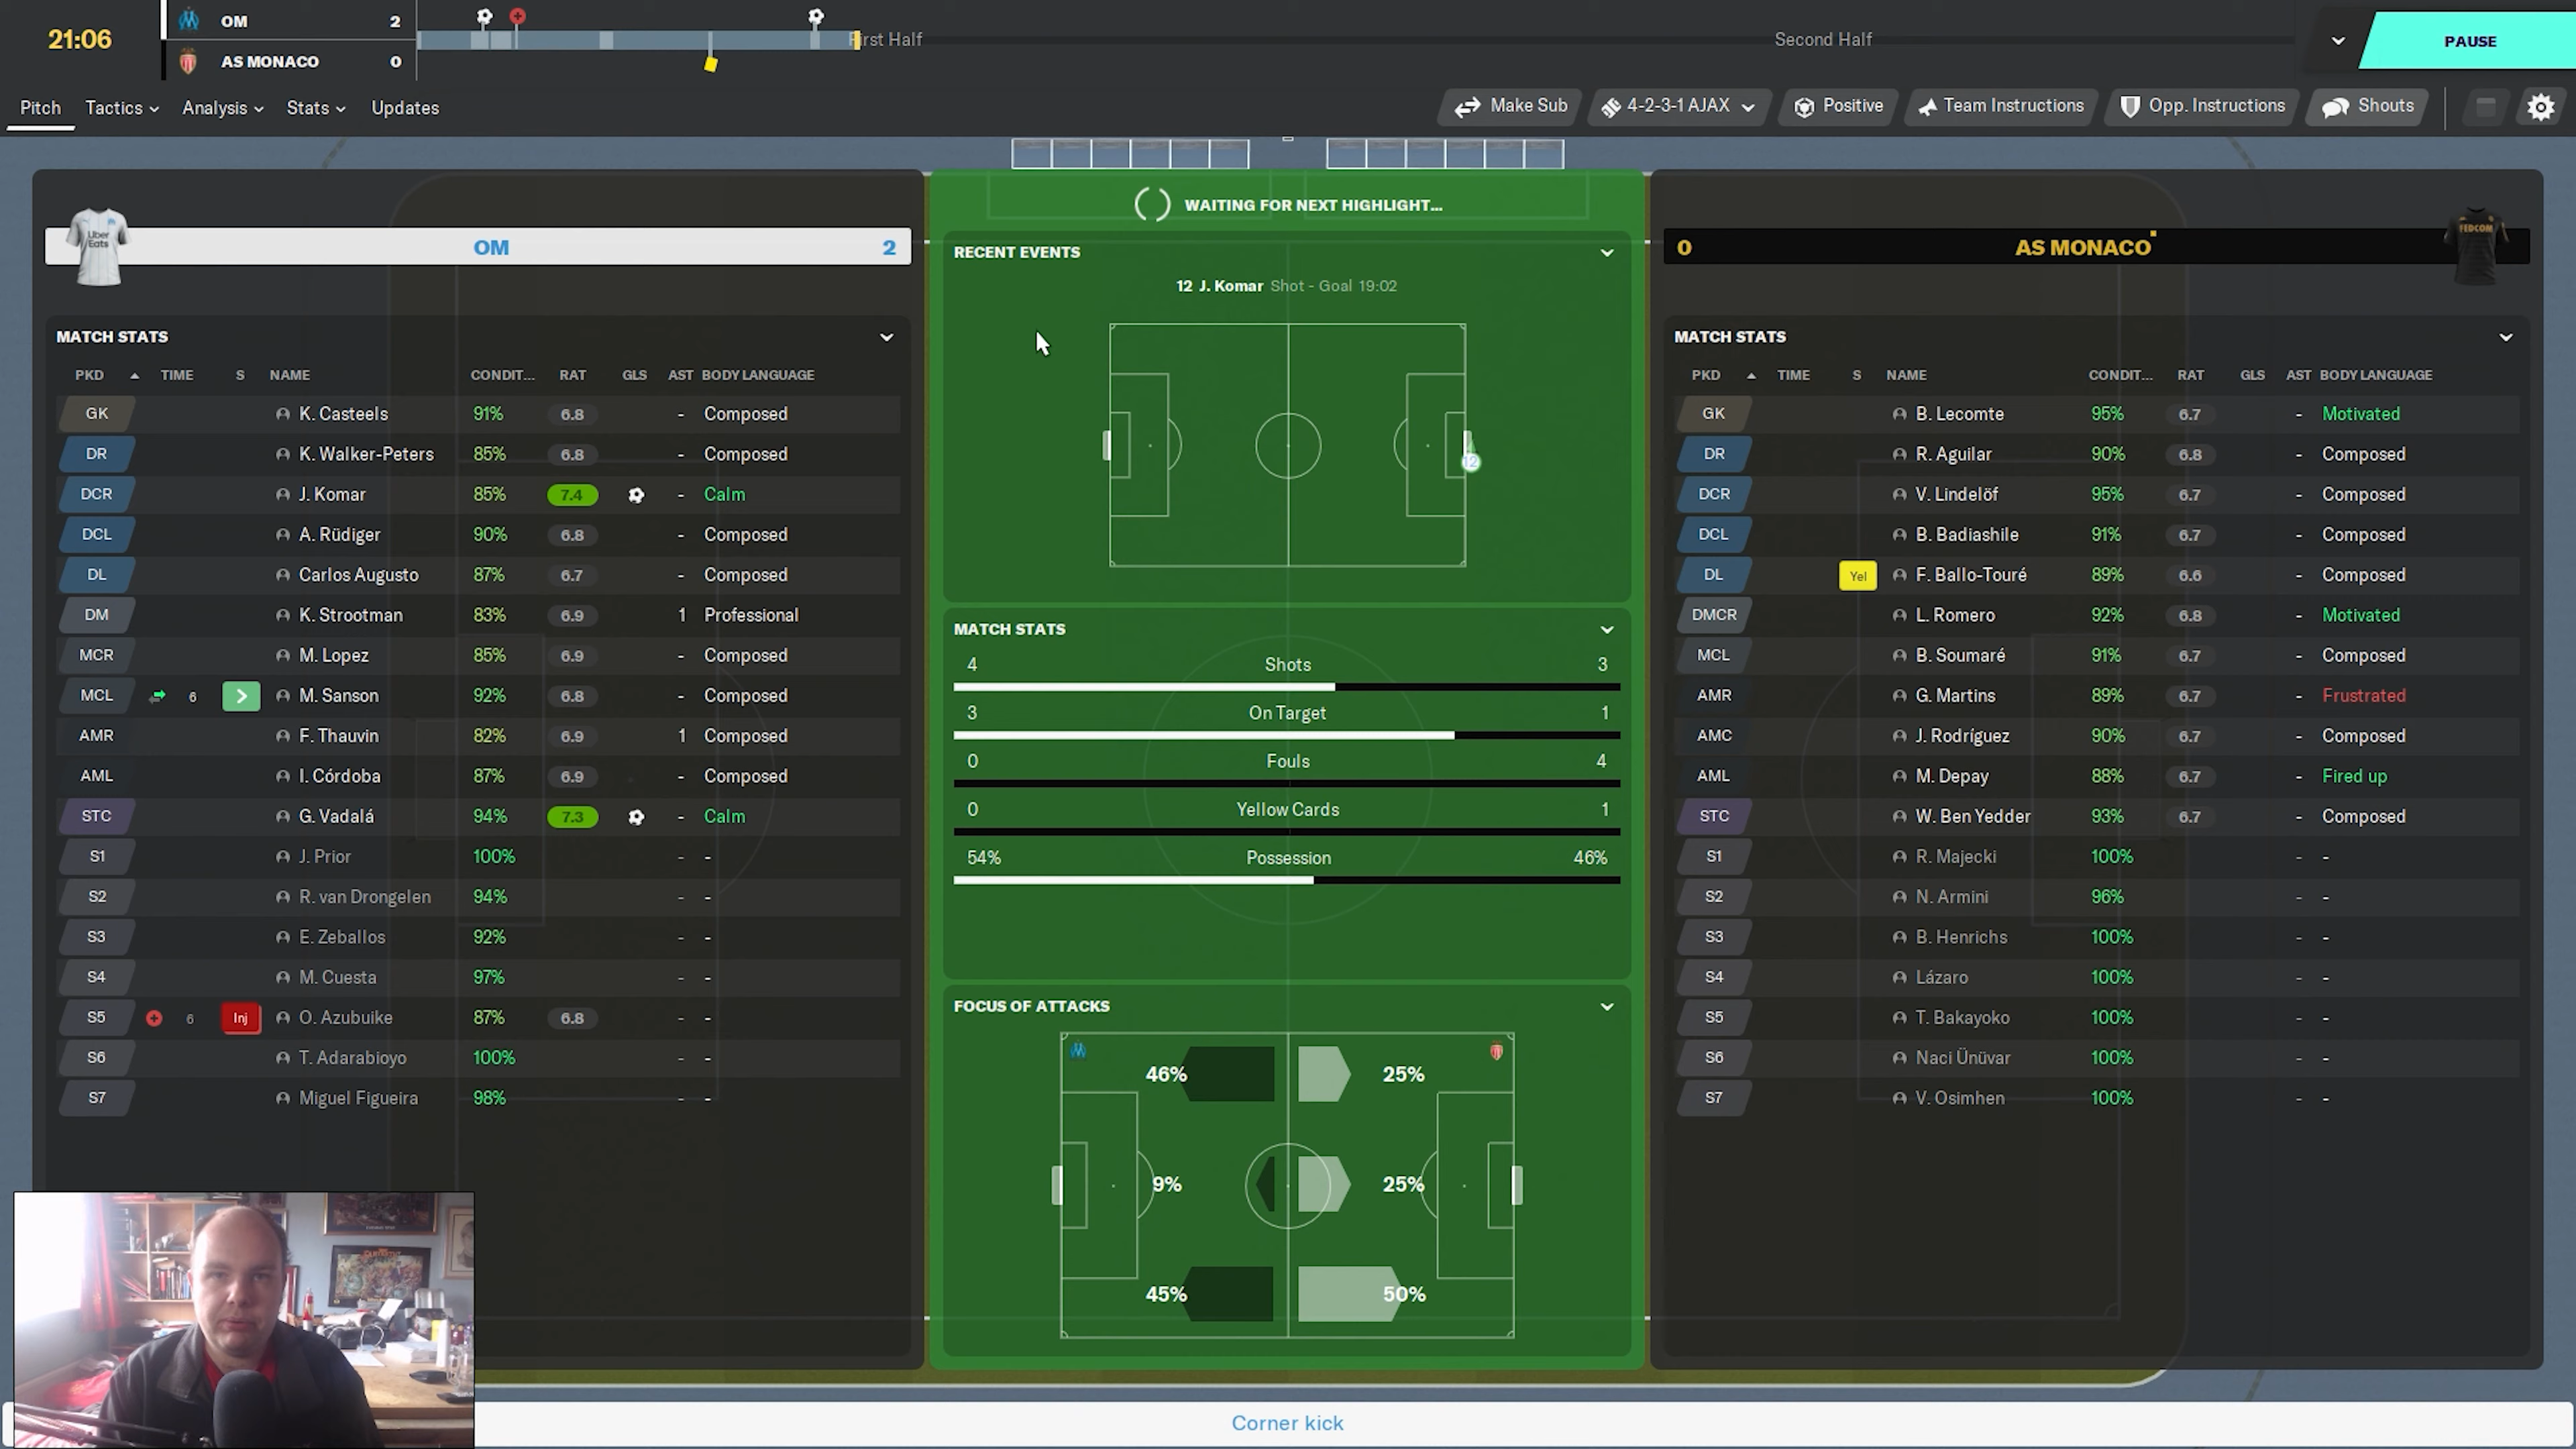 21:06
OM 2
AS MONACO 0
First Half
Second Half
PAUSE
Pitch Tactics Analysis Stats Updates
Make Sub 4-2-3-1 AJAX Positive Team Instructions Opp. Instructions Shouts
Uber Eats
OM 2
MATCH STATS
PKD TIME S NAME CONDIT... RAT GLS AST BODY LANGUAGE
GK K. Casteels 91% 6.8 - Composed
DR K. Walker-Peters 85% 6.8 - Composed
DCR J. Komar 85% 7.4 - Calm
DCL A. Rüdiger 90% 6.8 - Composed
DL Carlos Augusto 87% 6.7 - Composed
DM K. Strootman 83% 6.9 1 Professional
MCR M. Lopez 85% 6.9 - Composed
MCL 6 M. Sanson 92% 6.8 - Composed
AMR F. Thauvin 82% 6.9 1 Composed
AML I. Córdoba 87% 6.9 - Composed
STC G. Vadalá 94% 7.3 - Calm
S1 J. Prior 100% - -
S2 R. van Drongelen 94% - -
S3 E. Zeballos 92% - -
S4 M. Cuesta 97% - -
S5 6 Inj O. Azubuike 87% 6.8 - -
S6 T. Adarabioyo 100% - -
S7 Miguel Figueira 98% - -
WAITING FOR NEXT HIGHLIGHT...
RECENT EVENTS
12 J. Komar Shot - Goal 19:02
12
MATCH STATS
4 Shots 3
3 On Target 1
0 Fouls 4
0 Yellow Cards 1
54% Possession 46%
FOCUS OF ATTACKS
46% 25%
9% 25%
45% 50%
0 AS MONACO
FEDCOM
MATCH STATS
PKD TIME S NAME CONDIT... RAT GLS AST BODY LANGUAGE
GK B. Lecomte 95% 6.7 - Motivated
DR R. Aguilar 90% 6.8 - Composed
DCR V. Lindelöf 95% 6.7 - Composed
DCL B. Badiashile 91% 6.7 - Composed
DL Yel F. Ballo-Touré 89% 6.6 - Composed
DMCR L. Romero 92% 6.8 - Motivated
MCL B. Soumaré 91% 6.7 - Composed
AMR G. Martins 89% 6.7 - Frustrated
AMC J. Rodríguez 90% 6.7 - Composed
AML M. Depay 88% 6.7 - Fired up
STC W. Ben Yedder 93% 6.7 - Composed
S1 R. Majecki 100% - -
S2 N. Armini 96% - -
S3 B. Henrichs 100% - -
S4 Lázaro 100% - -
S5 T. Bakayoko 100% - -
S6 Naci Ünüvar 100% - -
S7 V. Osimhen 100% - -
Corner kick